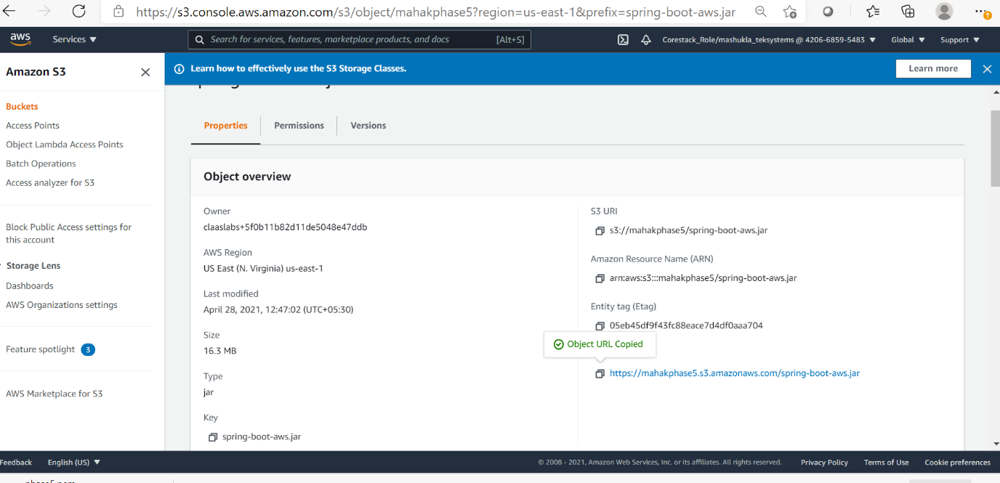 https://s3.console.aws.amazon.com/s3/object/mahakphase5?region=us-east-1&prefix=spring-boot-aws.jar
aws Services Search for services, features, marketplace products, and docs [Alt+S] Corestack_Role/mashukla_teksystems @ 4206-6859-5483 Global Support
Amazon S3
Learn how to effectively use the S3 Storage Classes. Learn more
Buckets
Access Points
Object Lambda Access Points
Batch Operations
Access analyzer for S3
Block Public Access settings for
this account
Storage Lens
Dashboards
AWS Organizations settings
Feature spotlight 3
AWS Marketplace for S3
Properties Permissions Versions
Object overview
Owner
claaslabs+5f0b11b82d11de5048e47ddb
AWS Region
US East (N. Virginia) us-east-1
Last modified
April 28, 2021, 12:47:02 (UTC+05:30)
Size
16.3 MB
Type
jar
Key
spring-boot-aws.jar
S3 URI
s3://mahakphase5/spring-boot-aws.jar
Amazon Resource Name (ARN)
arn:aws:s3:::mahakphase5/spring-boot-aws.jar
Entity tag (Etag)
05eb45df9f43fc88eace7d4df0aaa704
Object URL Copied
https://mahakphase5.s3.amazonaws.com/spring-boot-aws.jar
Feedback English (US) © 2008 - 2021, Amazon Web Services, Inc. or its affiliates. All rights reserved. Privacy Policy Terms of Use Cookie preferences